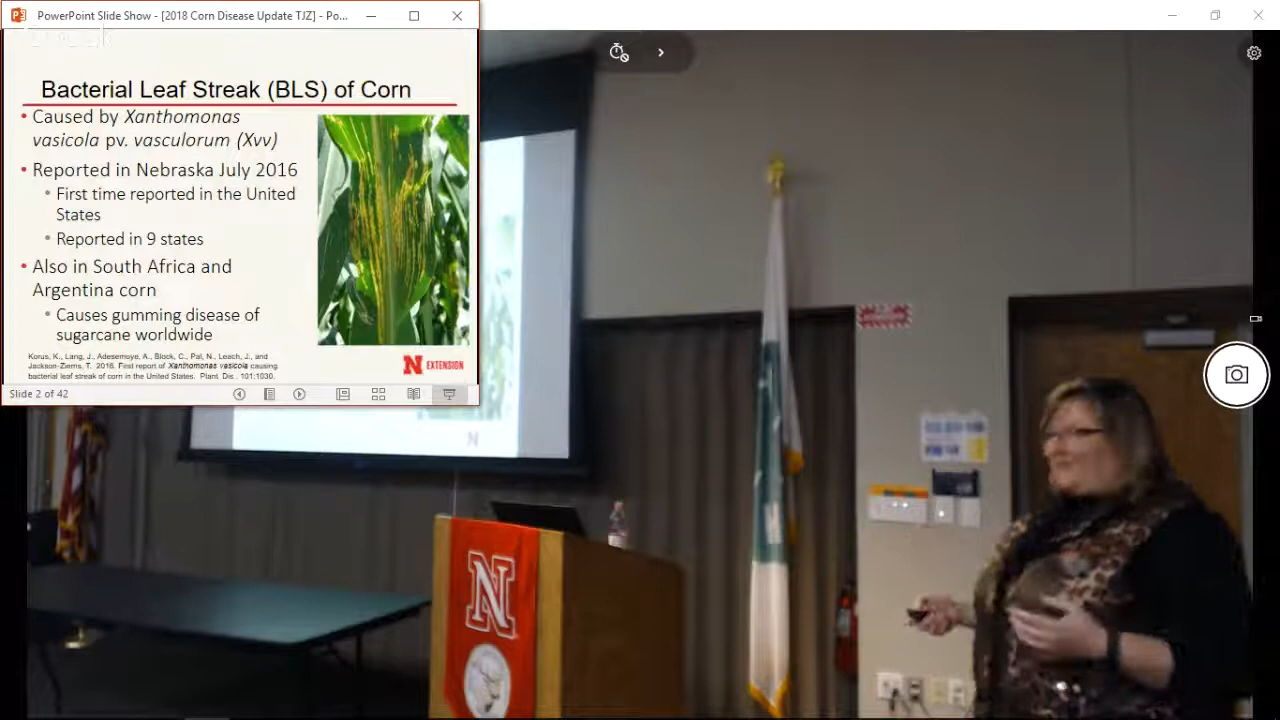 PowerPoint Slide Show - [2018 Corn Disease Update TJZ] - Po...
Bacterial Leaf Streak (BLS) of Corn
• Caused by Xanthomonas
vasicola pv. vasculorum (Xvv)
• Reported in Nebraska July 2016
• First time reported in the United
States
• Reported in 9 states
• Also in South Africa and
Argentina corn
• Causes gumming disease of
sugarcane worldwide
Korus, K., Lang, J., Adesemoye, A., Block, C., Pal, N., Leach, J., and
Jackson-Ziems, T. 2016. First report of Xanthomonas vasicola causing
bacterial leaf streak of corn in the United States. Plant. Dis., 101:1030.
N EXTENSION
Slide 2 of 42
N
N